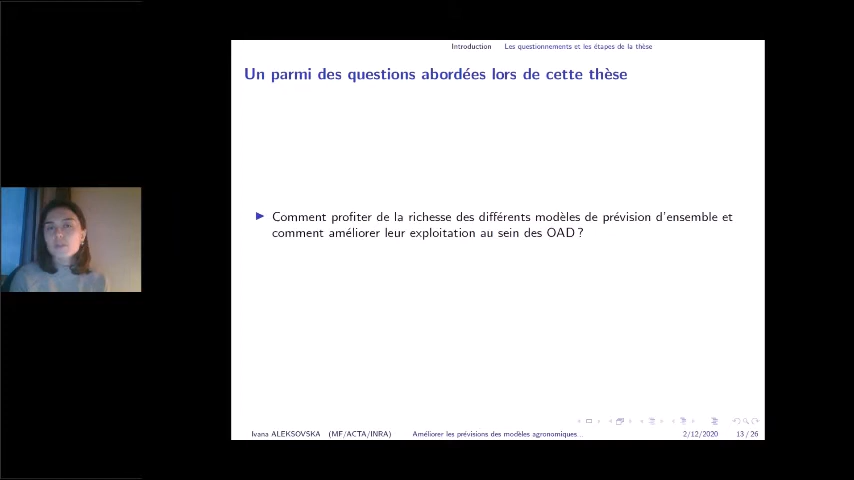 Introduction Les questionnements et les étapes de la thèse
Un parmi des questions abordées lors de cette thèse
Comment profiter de la richesse des différents modèles de prévision d'ensemble et
comment améliorer leur exploitation au sein des OAD ?
Ivana ALEKSOVSKA (MF/ACTA/INRA) Améliorer les prévisions des modèles agronomiques... 2/12/2020 13 / 26